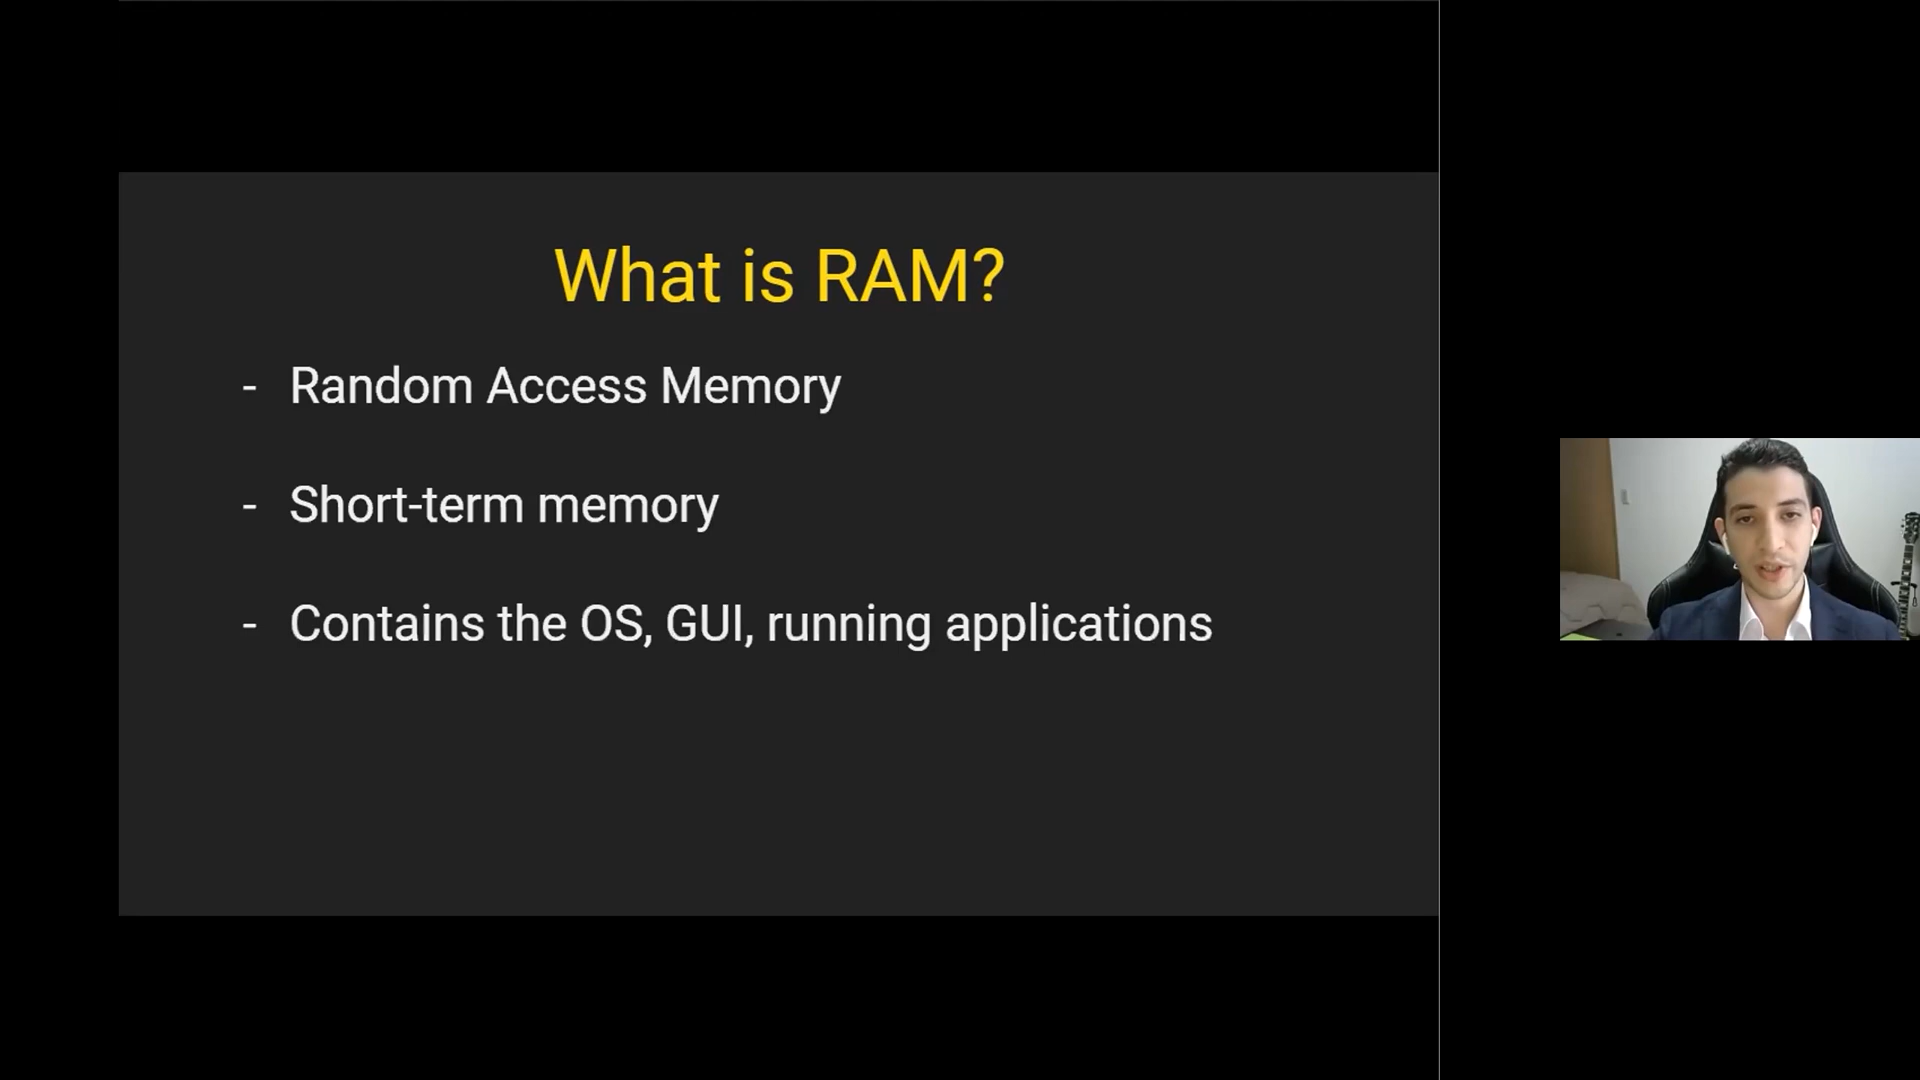 What is RAM?
- Random Access Memory
- Short-term memory
- Contains the OS, GUI, running applications